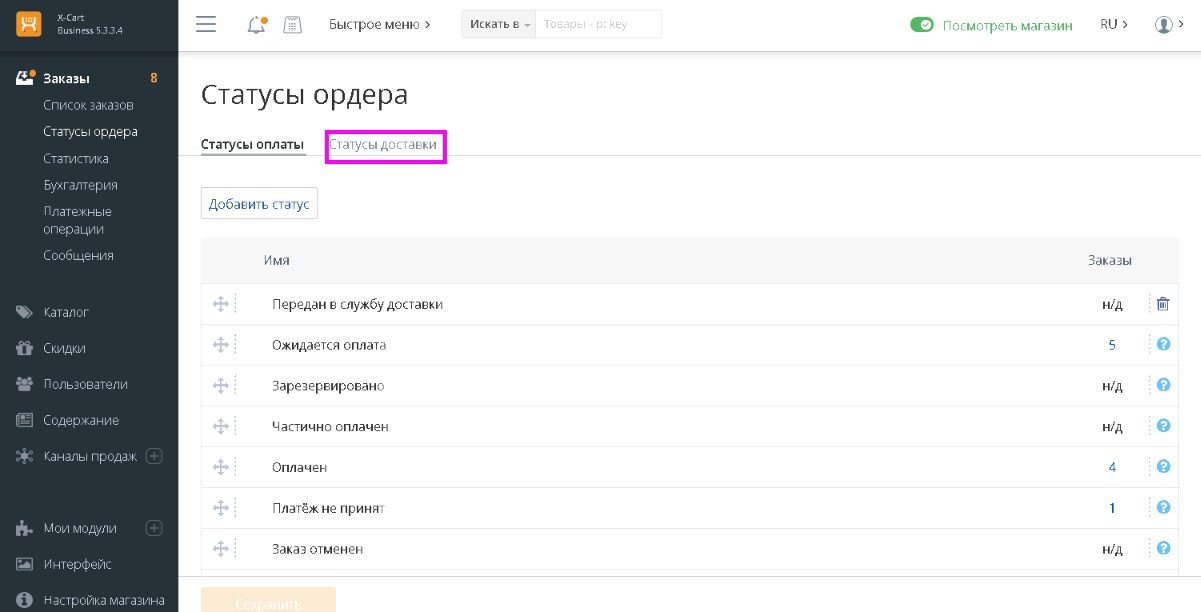 X-Cart
Business 5.3.3.4
Быстрое меню
Искать в
Товары - p: key
Посмотреть магазин
RU
Заказы 8
Список заказов
Статусы ордера
Статистика
Бухгалтерия
Платежные
операции
Сообщения
Каталог
Скидки
Пользователи
Содержание
Каналы продаж
Мои модули
Интерфейс
Настройка магазина
Статусы ордера
Статусы оплаты Статусы доставки
Добавить статус
Имя Заказы
Передан в службу доставки н/д
Ожидается оплата 5
Зарезервировано н/д
Частично оплачен н/д
Оплачен 4
Платёж не принят 1
Заказ отменен н/д
Сохранить